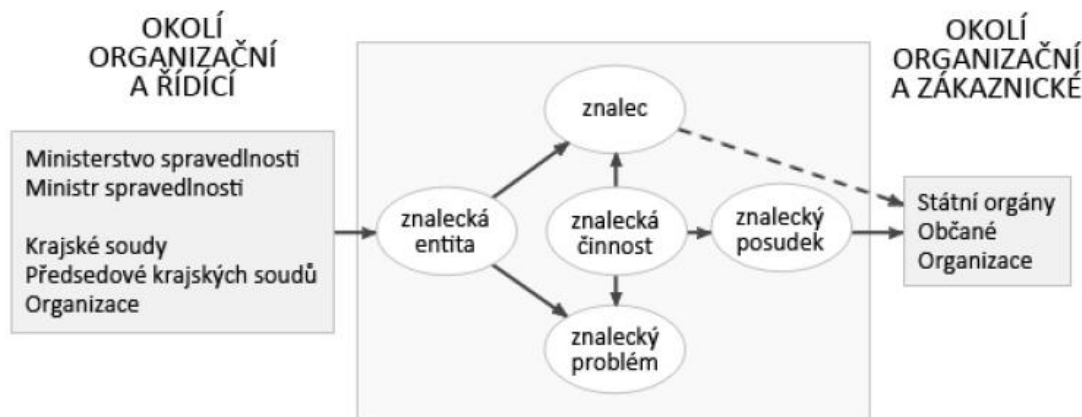 OKOLÍ
ORGANIZAČNÍ
A ŘÍDÍCÍ
Ministerstvo spravedlnosti
Ministr spravedlnosti
Krajské soudy
Předsedové krajských soudů
Organizace
znalec
znalecká
entita
znalecká
činnost
znalecký
posudek
znalecký
problém
OKOLÍ
ORGANIZAČNÍ
A ZÁKAZNICKÉ
Státní orgány
Občané
Organizace